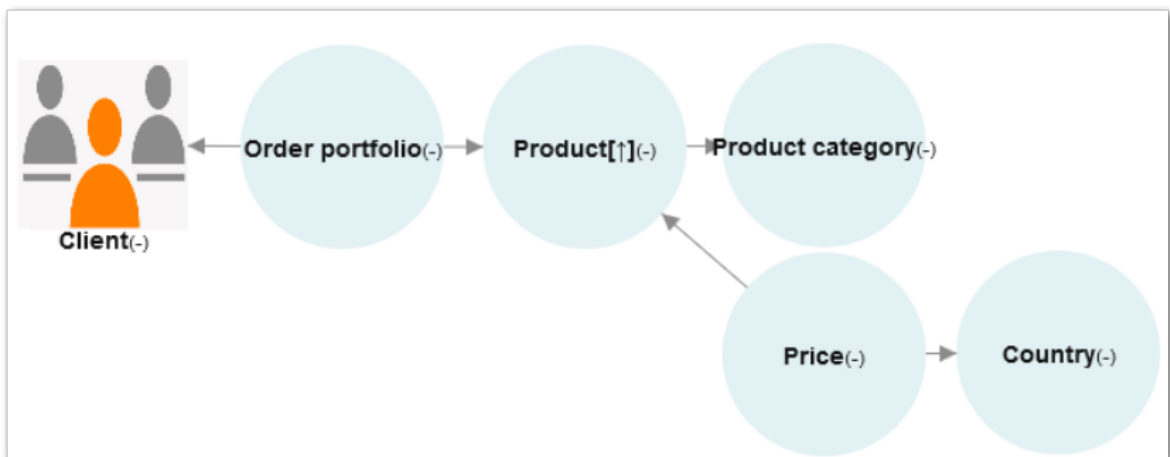 Order portfolio(-)
Product[↑](-)
Product category(-)
Client(-)
Price(-)
Country(-)